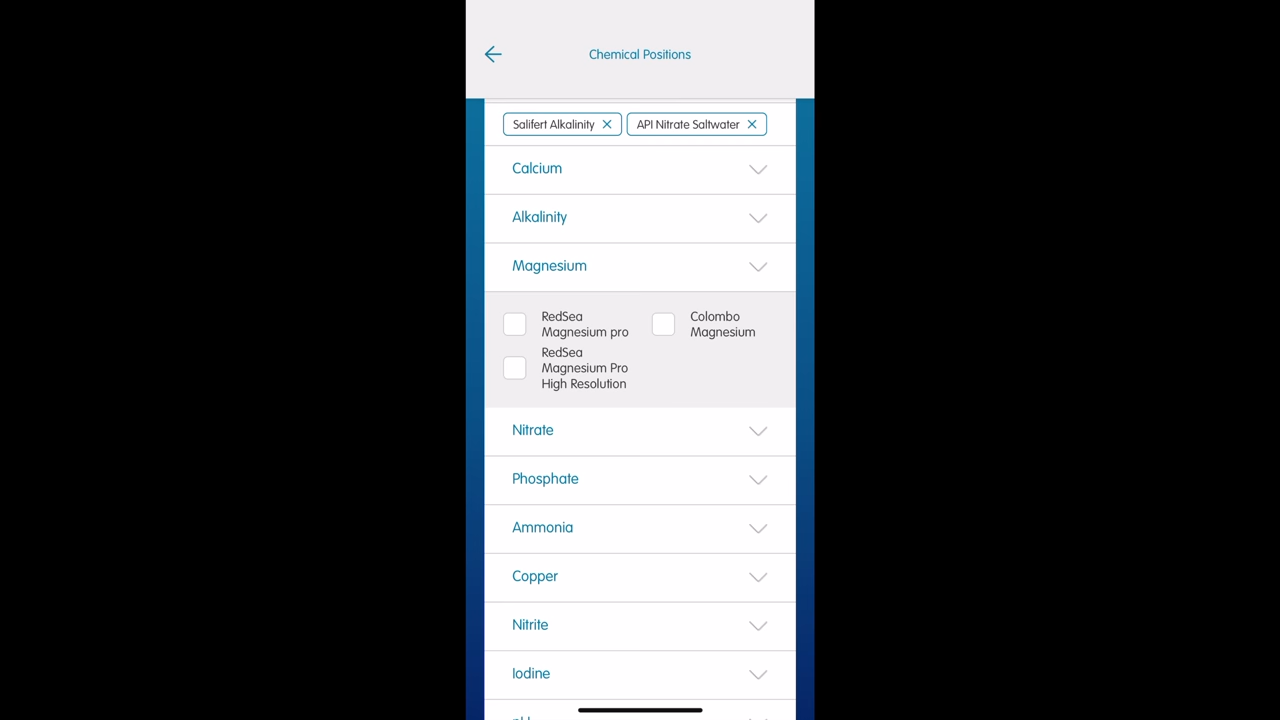 Chemical Positions
Salifert Alkalinity
API Nitrate Saltwater
Calcium
Alkalinity
Magnesium
RedSea
Magnesium pro
Colombo
Magnesium
RedSea
Magnesium Pro
High Resolution
Nitrate
Phosphate
Ammonia
Copper
Nitrite
Iodine